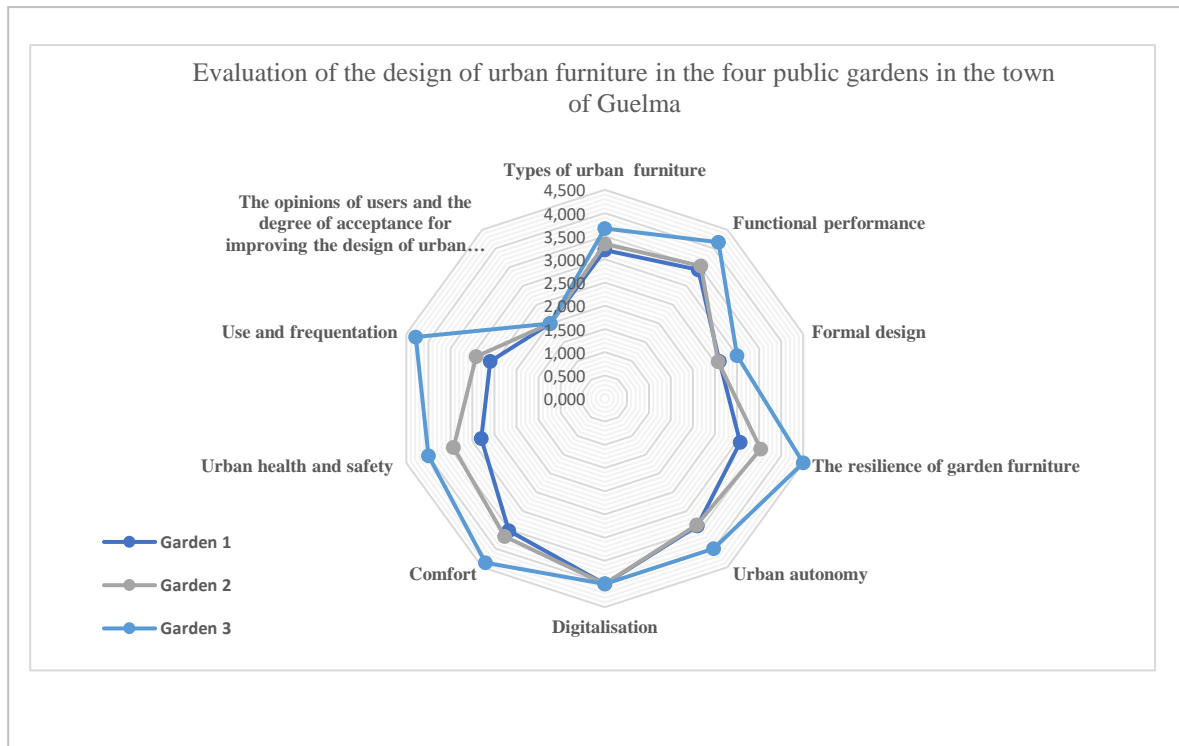 Evaluation of the design of urban furniture in the four public gardens in the town
of Guelma
Types of urban furniture
The opinions of users and the
degree of acceptance for
improving the design of urban…
Functional performance
4,500
4,000
3,500
3,000
2,500
2,000
1,500
1,000
0,500
0,000
Use and frequentation
Formal design
Urban health and safety
The resilience of garden furniture
Comfort
Urban autonomy
Digitalisation
Garden 1
Garden 2
Garden 3